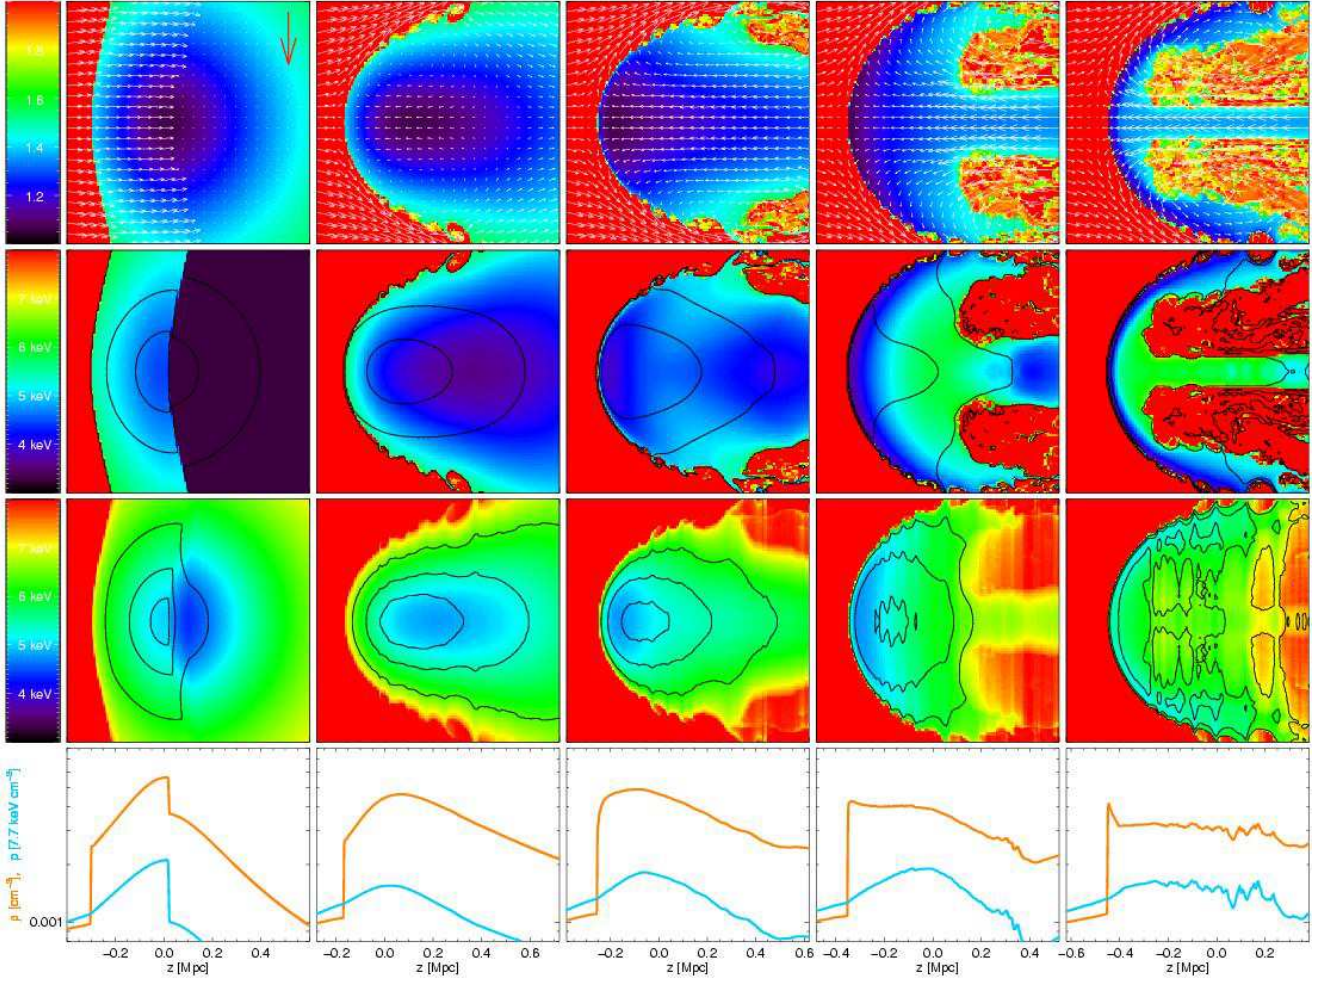 1.8
1.6
1.4
1.2
7 keV
6 keV
5 keV
4 keV
7 keV
6 keV
5 keV
4 keV
ρ [cm⁻³], p [7.7 keV cm⁻³]
0.001
-0.2 0.0 0.2 0.4
z [Mpc]
-0.2 0.0 0.2 0.4 0.6
z [Mpc]
-0.2 0.0 0.2 0.4 0.6
z [Mpc]
-0.4 -0.2 0.0 0.2 0.4
z [Mpc]
-0.6 -0.4 -0.2 0.0 0.2
z [Mpc]